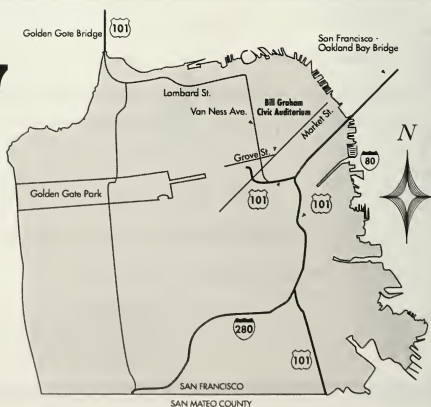 Golden Gate Bridge
101
San Francisco -
Oakland Bay Bridge
Lombard St.
Van Ness Ave.
Bill Graham
Civic Auditorium
Market St.
Grove St.
N
80
Golden Gate Park
101
101
280
101
SAN FRANCISCO
SAN MATEO COUNTY